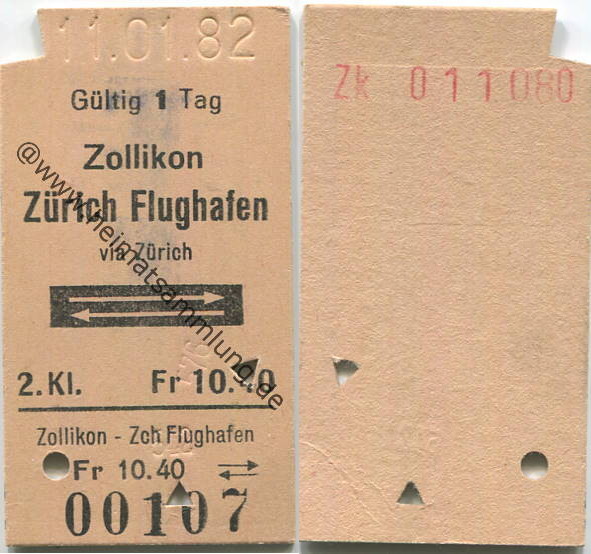 11.01.82
Gültig 1 Tag
Zollikon
Zürich Flughafen
via Zürich
2. Kl. Fr 10.40
Zollikon - Zch Flughafen
Fr 10.40
00107
@www.heimatsammlung.de
Zk 011080